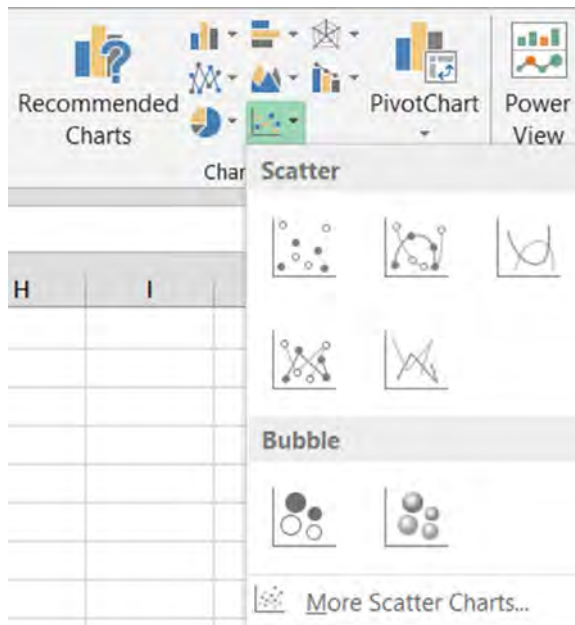 Recommended
Charts
PivotChart
Power
View
Char
Scatter
H
I
Bubble
More Scatter Charts...